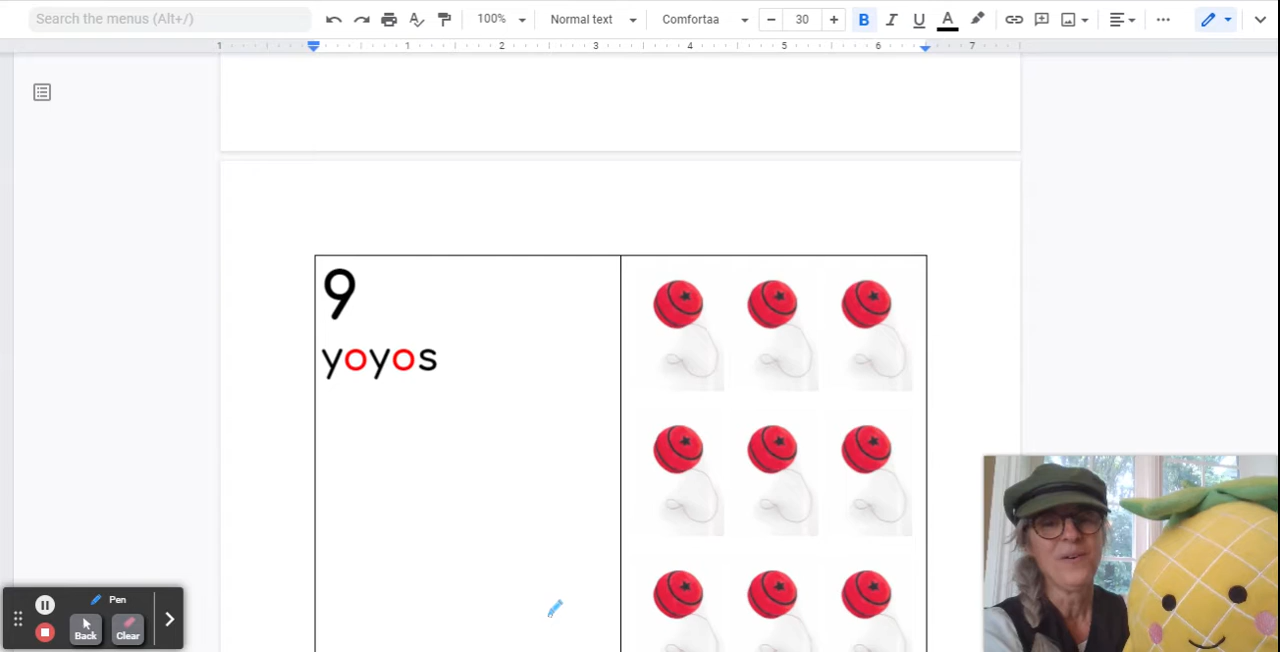 Search the menus (Alt+/)
100%
Normal text
Comfortaa
30
B
I
U
A
1
1
2
3
4
5
6
7
9
yoyos
Pen
Back
Clear